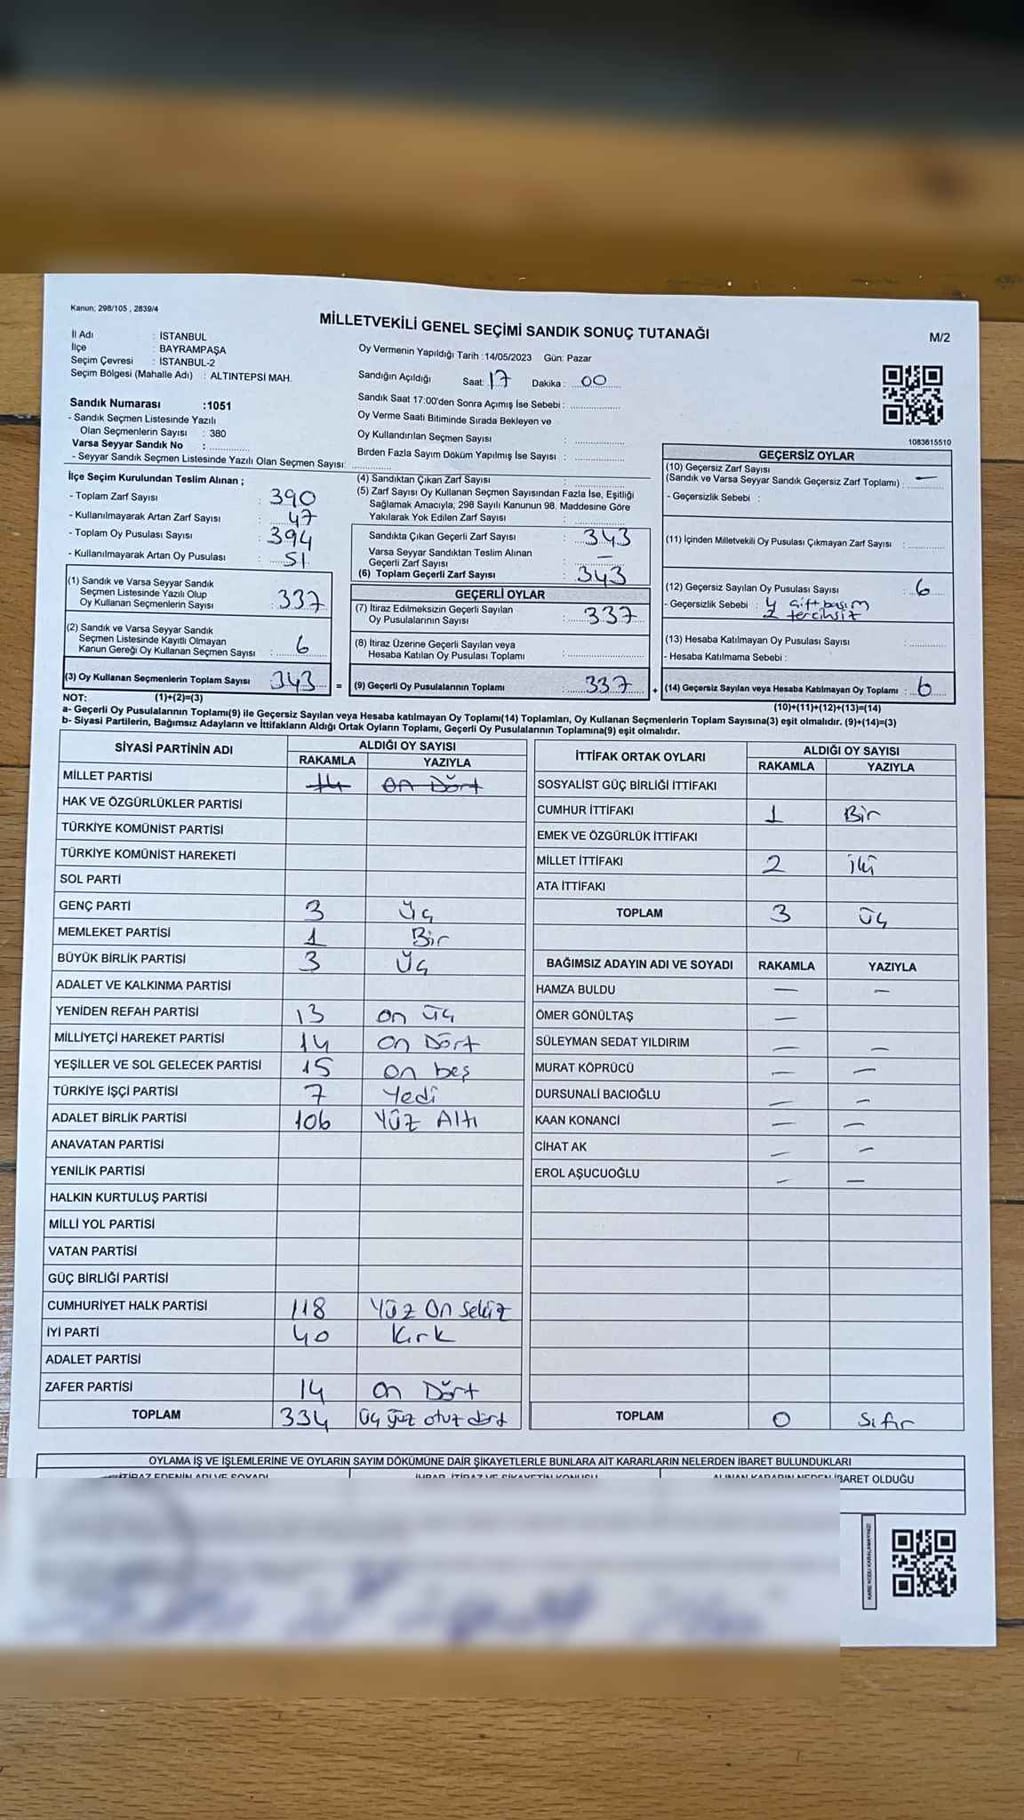 Kanun; 298/105 , 2839/4
MİLLETVEKİLİ GENEL SEÇİMİ SANDIK SONUÇ TUTANAĞI
M/2
İl Adı : İSTANBUL
İlçe : BAYRAMPAŞA
Seçim Çevresi : İSTANBUL-2
Seçim Bölgesi (Mahalle Adı) : ALTINTEPSİ MAH.
Sandık Numarası :1051
- Sandık Seçmen Listesinde Yazılı
Olan Seçmenlerin Sayısı : 380
Varsa Seyyar Sandık No :
- Seyyar Sandık Seçmen Listesinde Yazılı Olan Seçmen Sayısı:
Oy Vermenin Yapıldığı Tarih :14/05/2023 Gün: Pazar
Sandığın Açıldığı Saat: 17 Dakika : 00
Sandık Saat 17:00'den Sonra Açımış İse Sebebi :
Oy Verme Saati Bitiminde Sırada Bekleyen ve
Oy Kullandırılan Seçmen Sayısı :
Birden Fazla Sayım Döküm Yapılmış İse Sayısı :
1083615510
İlçe Seçim Kurulundan Teslim Alınan ;
- Toplam Zarf Sayısı : 390
- Kullanılmayarak Artan Zarf Sayısı : 47
- Toplam Oy Pusulası Sayısı : 394
- Kullanılmayarak Artan Oy Pusulası : 51
(1) Sandık ve Varsa Seyyar Sandık
Seçmen Listesinde Yazılı Olup
Oy Kullanan Seçmenlerin Sayısı : 337
(2) Sandık ve Varsa Seyyar Sandık
Seçmen Listesinde Kayıtlı Olmayan
Kanun Gereği Oy Kullanan Seçmen Sayısı : 6
(3) Oy Kullanan Seçmenlerin Toplam Sayısı : 343 =
(4) Sandıktan Çıkan Zarf Sayısı :
(5) Zarf Sayısı Oy Kullanan Seçmen Sayısından Fazla İse, Eşitliği
Sağlamak Amacıyla, 298 Sayılı Kanunun 98. Maddesine Göre
Yakılarak Yok Edilen Zarf Sayısı :
Sandıkta Çıkan Geçerli Zarf Sayısı : 343
Varsa Seyyar Sandıktan Teslim Alınan
Geçerli Zarf Sayısı : —
(6) Toplam Geçerli Zarf Sayısı : 343
GEÇERLİ OYLAR
(7) İtiraz Edilmeksizin Geçerli Sayılan
Oy Pusulalarının Sayısı : 337
(8) İtiraz Üzerine Geçerli Sayılan veya
Hesaba Katılan Oy Pusulası Toplamı :
(9) Geçerli Oy Pusulalarının Toplamı : 337 +
GEÇERSİZ OYLAR
(10) Geçersiz Zarf Sayısı
(Sandık ve Varsa Seyyar Sandık Geçersiz Zarf Toplamı) : —
- Geçersizlik Sebebi :
(11) İçinden Milletvekili Oy Pusulası Çıkmayan Zarf Sayısı :
(12) Geçersiz Sayılan Oy Pusulası Sayısı : 6
- Geçersizlik Sebebi : 4 çift basım
2 tercihsiz
(13) Hesaba Katılmayan Oy Pusulası Sayısı :
- Hesaba Katılmama Sebebi :
(14) Geçersiz Sayılan veya Hesaba Katılmayan Oy Toplamı : 6
NOT: (1)+(2)=(3)
(10)+(11)+(12)+(13)=(14)
a- Geçerli Oy Pusulalarının Toplamı(9) ile Geçersiz Sayılan veya Hesaba katılmayan Oy Toplamı(14) Toplamları, Oy Kullanan Seçmenlerin Toplam Sayısına(3) eşit olmalıdır. (9)+(14)=(3)
b- Siyasi Partilerin, Bağımsız Adayların ve İttifakların Aldığı Ortak Oyların Toplamı, Geçerli Oy Pusulalarının Toplamına(9) eşit olmalıdır.
SİYASİ PARTİNİN ADI ALDIĞI OY SAYISI
RAKAMLA YAZIYLA
MİLLET PARTİSİ 14 On Dört
HAK VE ÖZGÜRLÜKLER PARTİSİ
TÜRKİYE KOMÜNİST PARTİSİ
TÜRKİYE KOMÜNİST HAREKETİ
SOL PARTİ
GENÇ PARTİ 3 Üç
MEMLEKET PARTİSİ 1 Bir
BÜYÜK BİRLİK PARTİSİ 3 Üç
ADALET VE KALKINMA PARTİSİ
YENİDEN REFAH PARTİSİ 13 on üç
MİLLİYETÇİ HAREKET PARTİSİ 14 on Dört
YEŞİLLER VE SOL GELECEK PARTİSİ 15 on beş
TÜRKİYE İŞÇİ PARTİSİ 7 Yedi
ADALET BİRLİK PARTİSİ 106 Yüz Altı
ANAVATAN PARTİSİ
YENİLİK PARTİSİ
HALKIN KURTULUŞ PARTİSİ
MİLLİ YOL PARTİSİ
VATAN PARTİSİ
GÜÇ BİRLİĞİ PARTİSİ
CUMHURİYET HALK PARTİSİ 118 Yüz On Sekiz
İYİ PARTİ 40 Kırk
ADALET PARTİSİ
ZAFER PARTİSİ 14 on Dört
TOPLAM 334 Üç yüz otuz dört
İTTİFAK ORTAK OYLARI ALDIĞI OY SAYISI
RAKAMLA YAZIYLA
SOSYALİST GÜÇ BİRLİĞİ İTTİFAKI
CUMHUR İTTİFAKI 1 Bir
EMEK VE ÖZGÜRLÜK İTTİFAKI
MİLLET İTTİFAKI 2 iki
ATA İTTİFAKI
TOPLAM 3 üç
BAĞIMSIZ ADAYIN ADI VE SOYADI RAKAMLA YAZIYLA
HAMZA BULDU — —
ÖMER GÖNÜLTAŞ —
SÜLEYMAN SEDAT YILDIRIM — —
MURAT KÖPRÜCÜ — —
DURSUNALİ BACIOĞLU — —
KAAN KONANCİ — —
CİHAT AK — —
EROL AŞUCUOĞLU — —
TOPLAM 0 Sıfır
OYLAMA İŞ VE İŞLEMLERİNE VE OYLARIN SAYIM DÖKÜMÜNE DAİR ŞİKAYETLERLE BUNLARA AİT KARARLARIN NELERDEN İBARET BULUNDUKLARI
İTİRAZ EDENİN ADI VE SOYADI İHBAR, İTİRAZ VE ŞİKAYETİN KONUSU ALINAN KARARIN NEDEN İBARET OLDUĞU